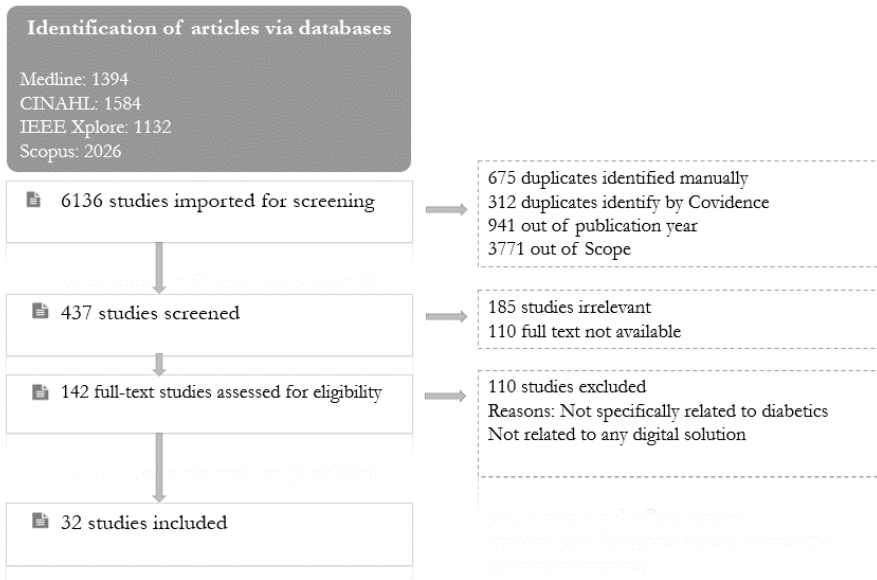 Identification of articles via databases
Medline: 1394
CINAHL: 1584
IEEE Xplore: 1132
Scopus: 2026
6136 studies imported for screening
675 duplicates identified manually
312 duplicates identify by Covidence
941 out of publication year
3771 out of Scope
437 studies screened
185 studies irrelevant
110 full text not available
142 full-text studies assessed for eligibility
110 studies excluded
Reasons: Not specifically related to diabetics
Not related to any digital solution
32 studies included